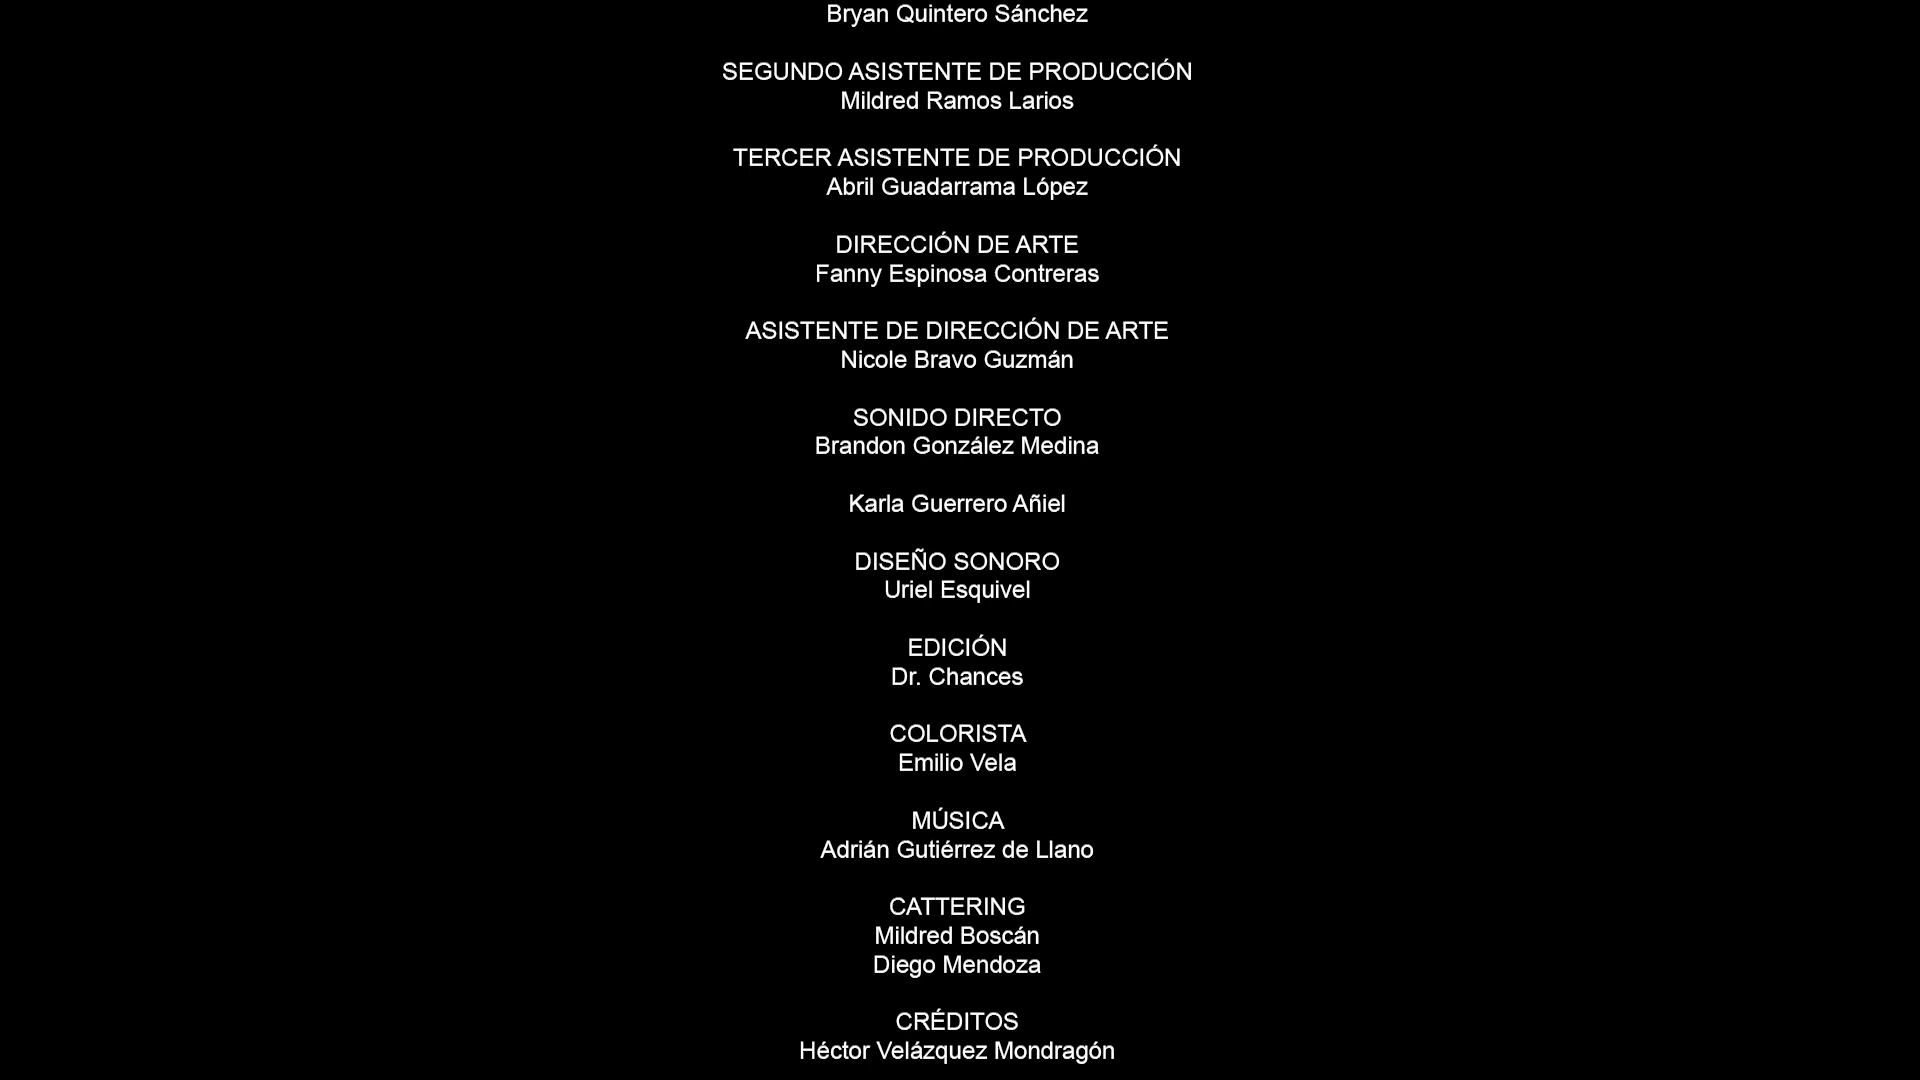 Bryan Quintero Sánchez
SEGUNDO ASISTENTE DE PRODUCCIÓN
Mildred Ramos Larios
TERCER ASISTENTE DE PRODUCCIÓN
Abril Guadarrama López
DIRECCIÓN DE ARTE
Fanny Espinosa Contreras
ASISTENTE DE DIRECCIÓN DE ARTE
Nicole Bravo Guzmán
SONIDO DIRECTO
Brandon González Medina
Karla Guerrero Añiel
DISEÑO SONORO
Uriel Esquivel
EDICIÓN
Dr. Chances
COLORISTA
Emilio Vela
MÚSICA
Adrián Gutiérrez de Llano
CATTERING
Mildred Boscán
Diego Mendoza
CRÉDITOS
Héctor Velázquez Mondragón